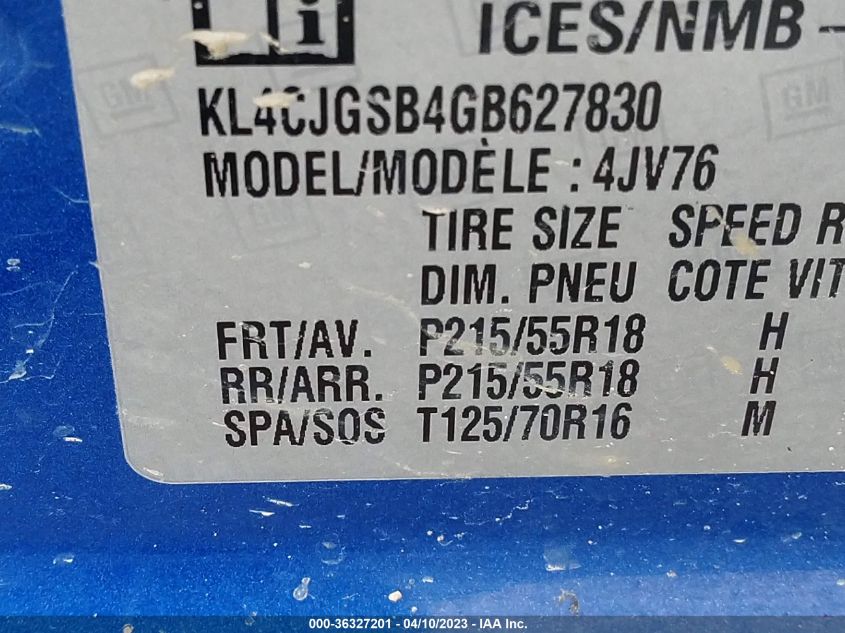 ICES/NMB -
GM
KL4CJGSB4GB627830
MODEL/MODÈLE : 4JV76
TIRE SIZE SPEED R
DIM. PNEU COTE VIT
FRT/AV. P215/55R18 H
RR/ARR. P215/55R18 H
SPA/SOS T125/70R16 M
000-36327201 - 04/10/2023 - IAA Inc.